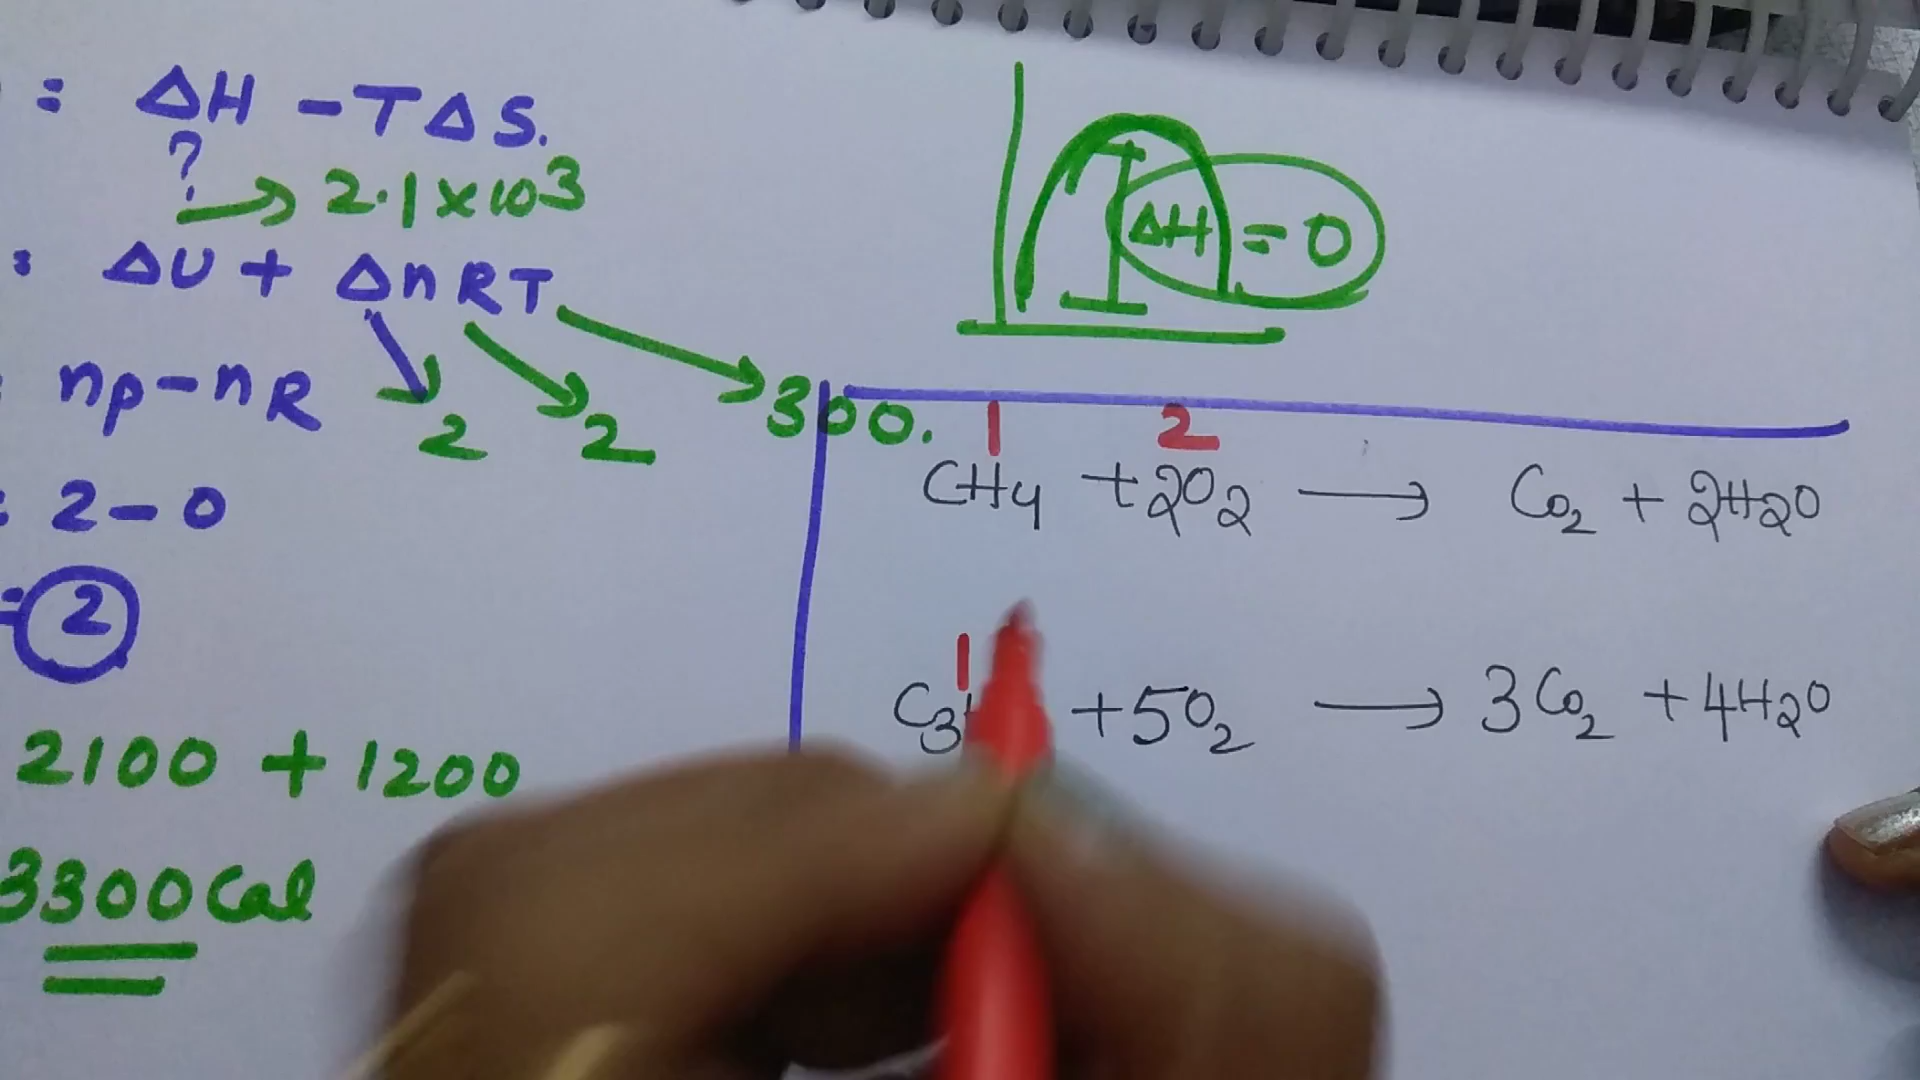 = ΔH - TΔS.
?
→ 2.1×103
: ΔU + ΔnRT
ΔH = 0
np-nR
2
2
300.
= 2-0
= 2
2100 + 1200
3300 Cal
1 2
CH4 + 2O2 → CO2 + 2H2O
1
C3 + 5O2 → 3CO2 + 4H2O